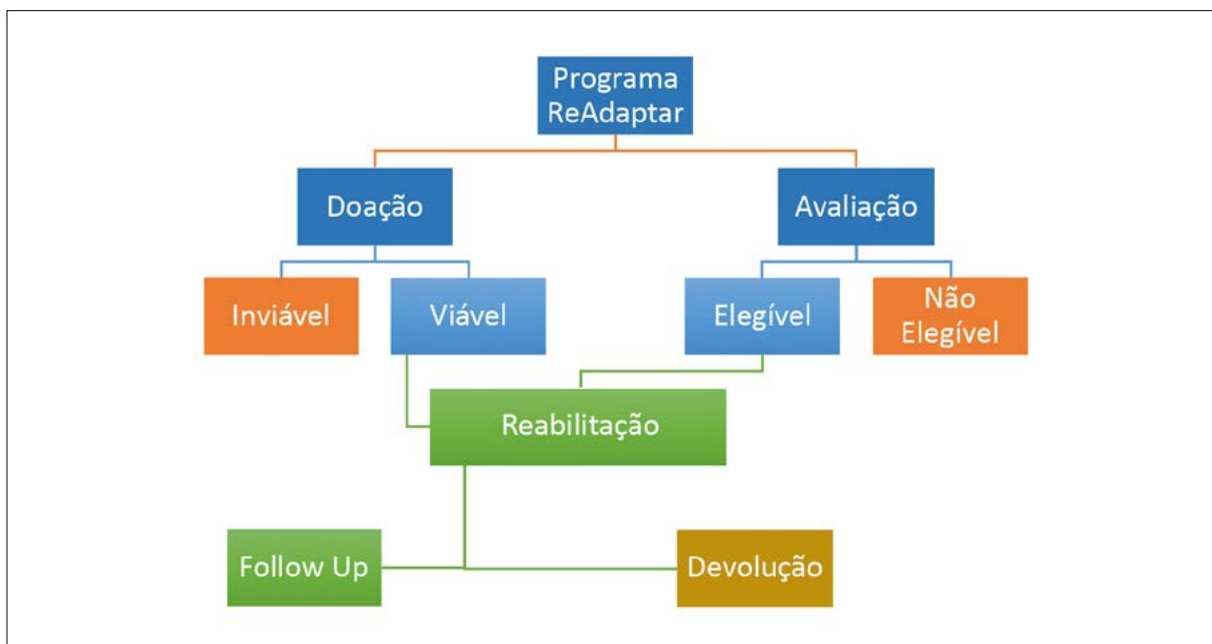 Programa
ReAdaptar
Doação
Avaliação
Inviável
Viável
Elegível
Não
Elegível
Reabilitação
Follow Up
Devolução